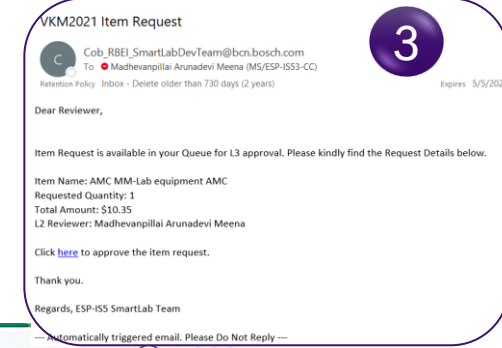 VKM2021 Item Request
3
C
Cob_RBEI_SmartLabDevTeam@bcn.bosch.com
To Madhevanpillai Arunadevi Meena (MS/ESP-IS53-CC)
Retention Policy Inbox - Delete older than 730 days (2 years)
Expires 5/5/202
Dear Reviewer,
Item Request is available in your Queue for L3 approval. Please kindly find the Request Details below.
Item Name: AMC MM-Lab equipment AMC
Requested Quantity: 1
Total Amount: $10.35
L2 Reviewer: Madhevanpillai Arunadevi Meena
Click here to approve the item request.
Thank you.
Regards, ESP-IS5 SmartLab Team
--- Automatically triggered email. Please Do Not Reply ---